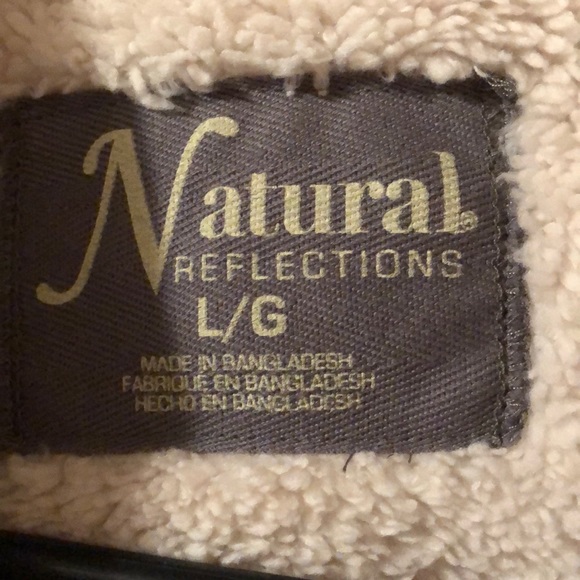 Natural®
REFLECTIONS
L/G
MADE IN BANGLADESH
FABRIQUE EN BANGLADESH
HECHO EN BANGLADESH